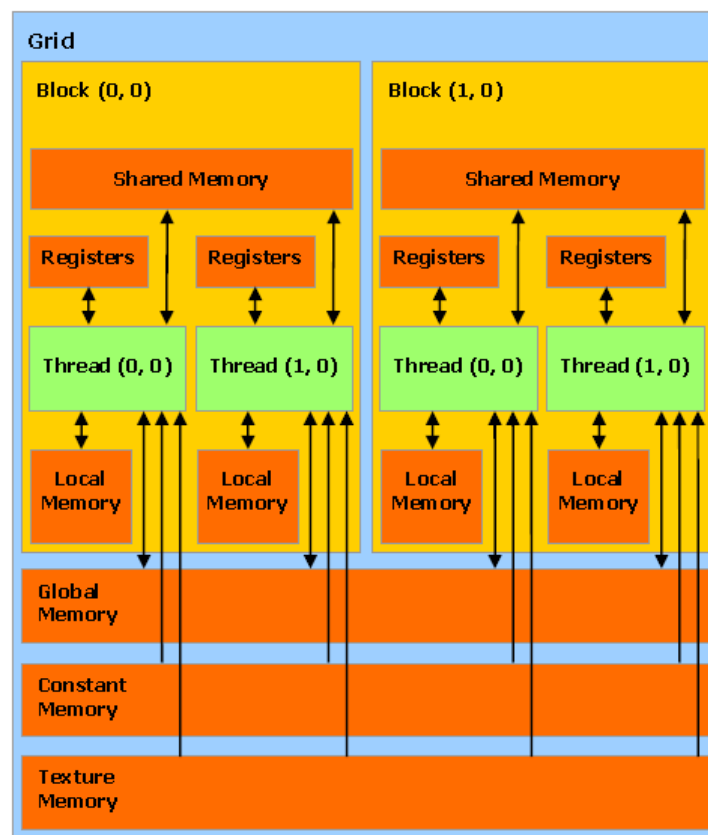 Grid
Block (0, 0)
Block (1, 0)
Shared Memory
Shared Memory
Registers
Registers
Registers
Registers
Thread (0, 0)
Thread (1, 0)
Thread (0, 0)
Thread (1, 0)
Local
Memory
Local
Memory
Local
Memory
Local
Memory
Global
Memory
Constant
Memory
Texture
Memory